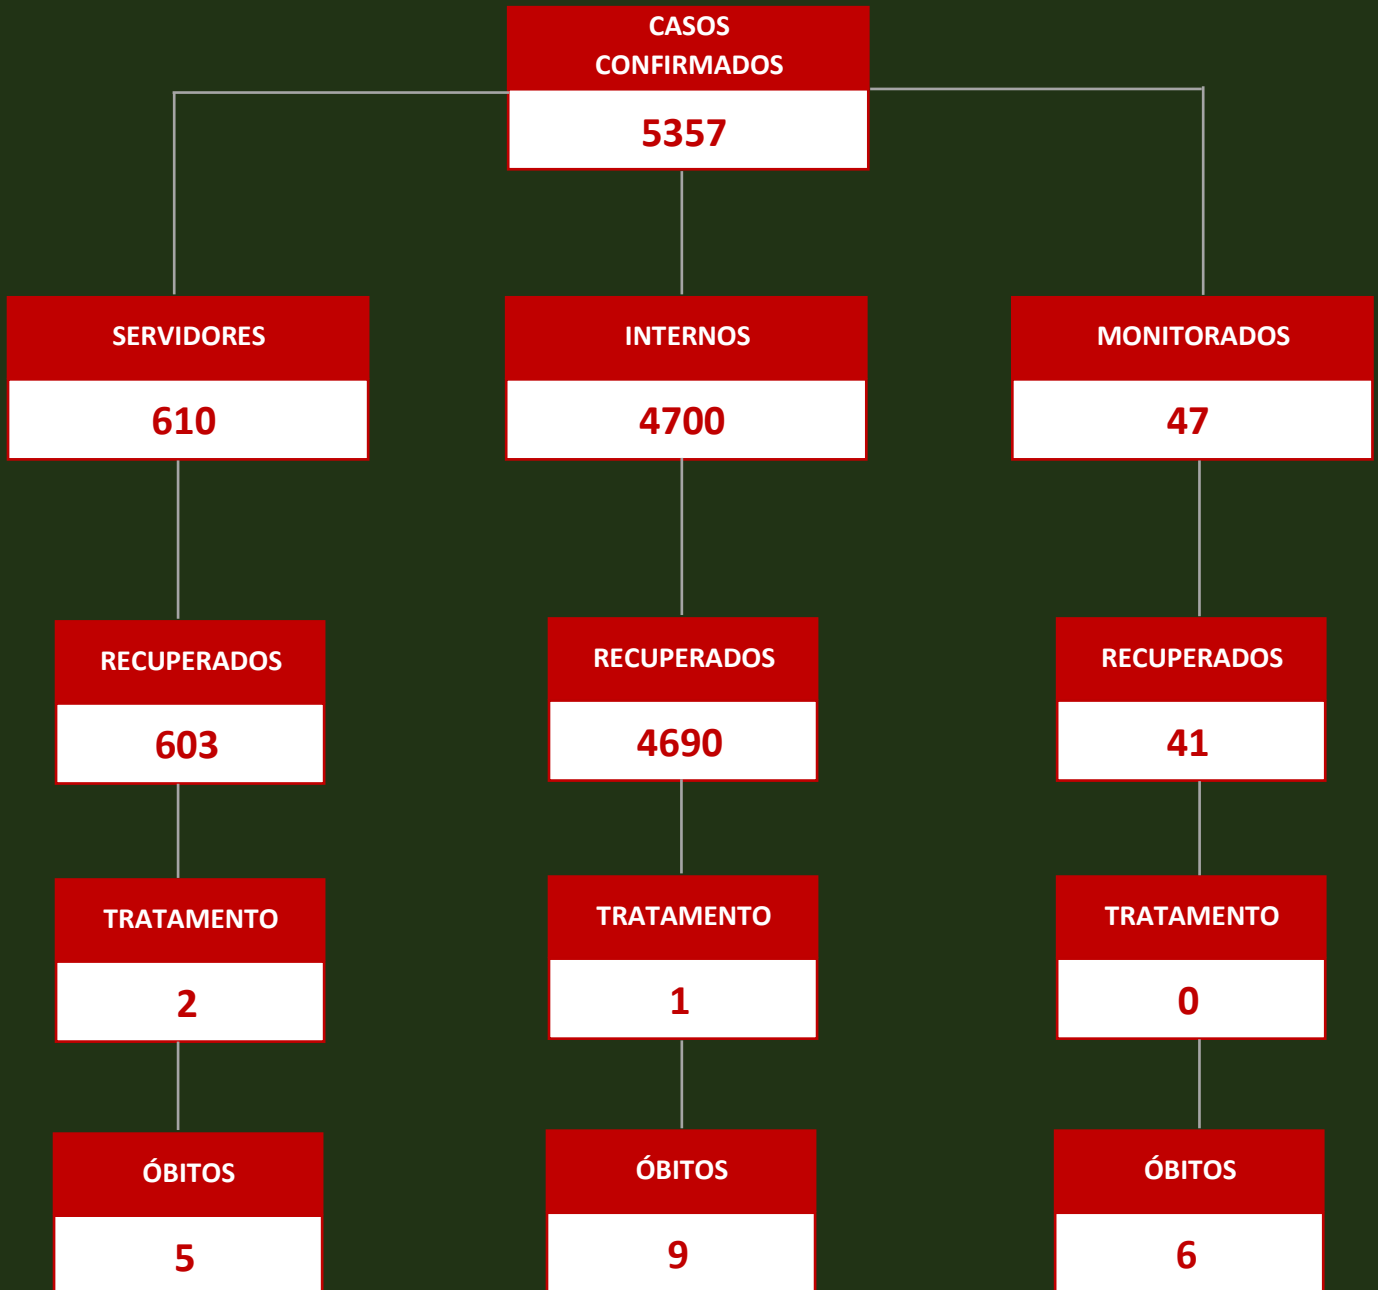 CASOS
CONFIRMADOS
5357
SERVIDORES
610
INTERNOS
4700
MONITORADOS
47
RECUPERADOS
603
RECUPERADOS
4690
RECUPERADOS
41
TRATAMENTO
2
TRATAMENTO
1
TRATAMENTO
0
ÓBITOS
5
ÓBITOS
9
ÓBITOS
6